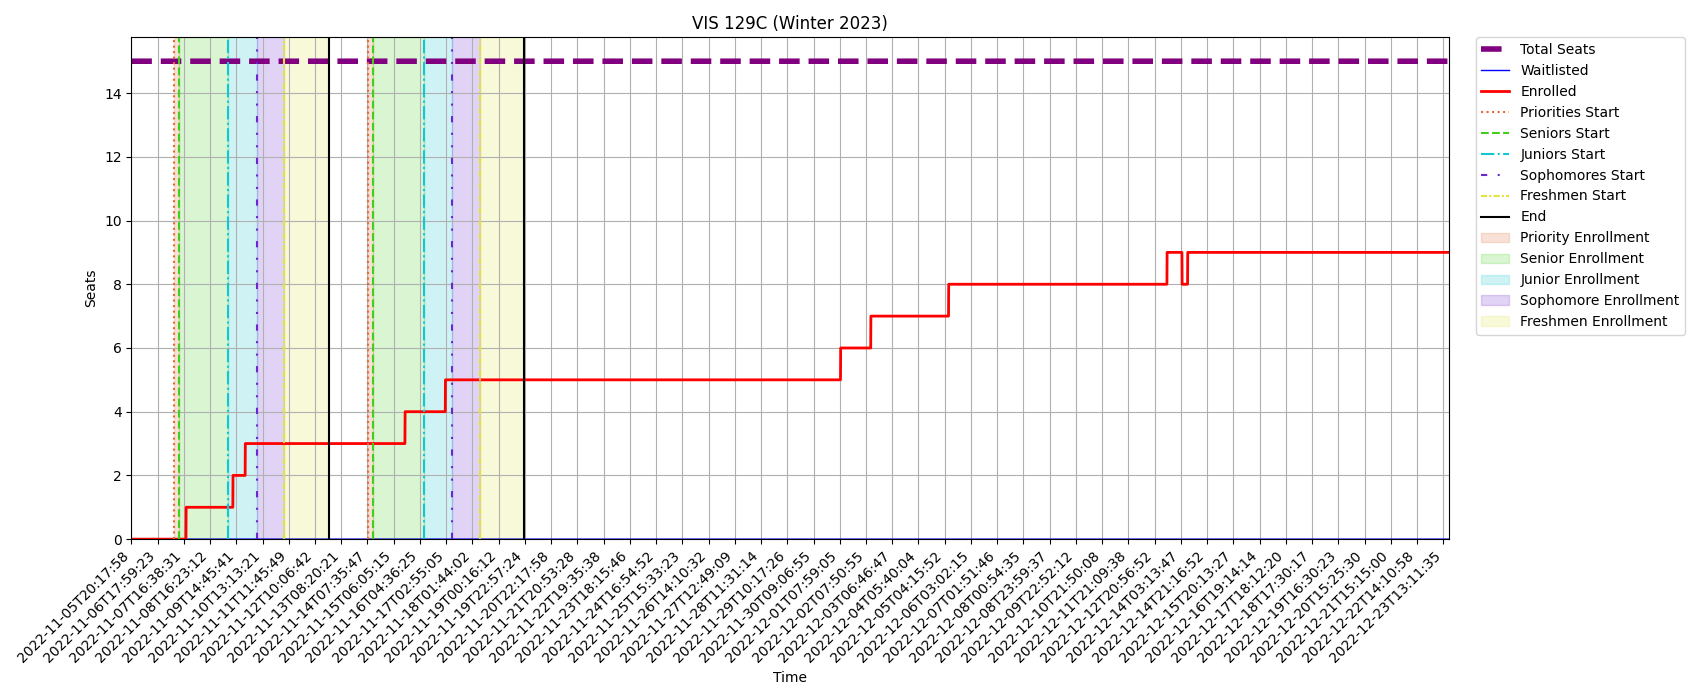 VIS 129C (Winter 2023)
Total Seats
Waitlisted
Enrolled
Priorities Start
Seniors Start
Juniors Start
Sophomores Start
Freshmen Start
End
Priority Enrollment
Senior Enrollment
Junior Enrollment
Sophomore Enrollment
Freshmen Enrollment
Seats
14
12
10
8
6
4
2
0
2022-11-05T20:17:58
2022-11-06T17:59:23
2022-11-07T16:38:31
2022-11-08T16:23:12
2022-11-09T14:45:41
2022-11-10T13:13:21
2022-11-11T11:45:49
2022-11-12T10:06:42
2022-11-13T08:20:21
2022-11-14T07:35:47
2022-11-15T06:05:15
2022-11-16T04:36:25
2022-11-17T02:55:05
2022-11-18T01:44:02
2022-11-19T00:16:12
2022-11-19T22:57:24
2022-11-20T22:17:58
2022-11-21T20:53:28
2022-11-22T19:35:38
2022-11-23T18:15:46
2022-11-24T16:54:52
2022-11-25T15:33:23
2022-11-26T14:10:32
2022-11-27T12:49:09
2022-11-28T11:31:14
2022-11-29T10:17:26
2022-11-30T09:06:55
2022-12-01T07:59:05
2022-12-02T07:50:55
2022-12-03T06:46:47
2022-12-04T05:40:04
2022-12-05T04:15:52
2022-12-06T03:02:15
2022-12-07T01:51:46
2022-12-08T00:54:35
2022-12-08T23:59:37
2022-12-09T22:52:12
2022-12-10T21:50:08
2022-12-11T21:09:38
2022-12-12T20:56:52
2022-12-14T03:13:47
2022-12-14T21:16:52
2022-12-15T20:13:27
2022-12-16T19:14:14
2022-12-17T18:12:20
2022-12-18T17:30:17
2022-12-19T16:30:23
2022-12-20T15:25:30
2022-12-21T15:15:00
2022-12-22T14:10:58
2022-12-23T13:11:35
Time